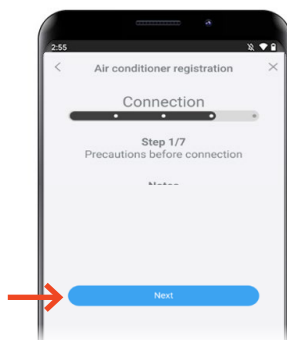 2:55
Air conditioner registration
Connection
Step 1/7
Precautions before connection
Next